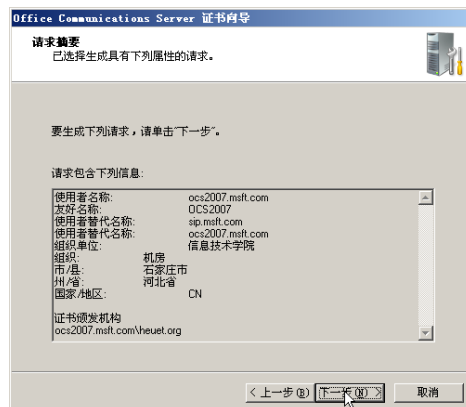 Office Communications Server 证书向导
请求摘要
已选择生成具有下列属性的请求。
要生成下列请求，请单击“下一步”。
请求包含下列信息:
使用者名称: ocs2007.msft.com
友好名称: OCS2007
使用者替代名称: sip.msft.com
使用者替代名称: ocs2007.msft.com
组织单位: 信息技术学院
组织: 机房
市/县: 石家庄市
州/省: 河北省
国家/地区: CN
证书颁发机构
ocs2007.msft.com\heuet.org
< 上一步(B) 下一步(N) > 取消